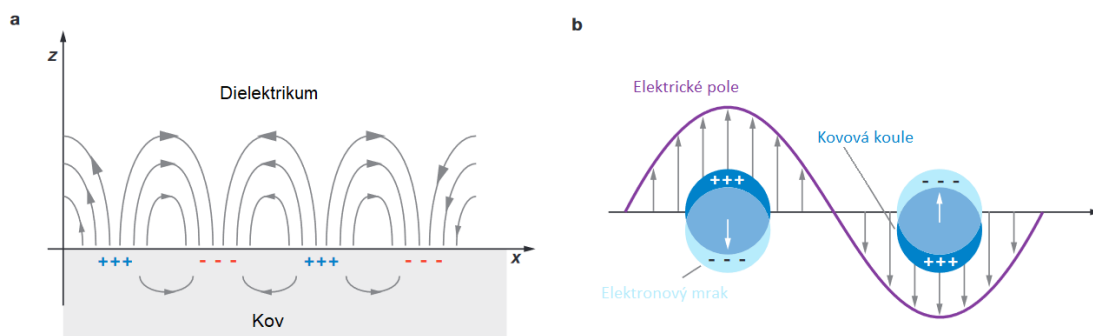 a
z
Dielektrikum
+++
- - -
+++
- - -
x
Kov
b
Elektrické pole
Kovová koule
+++
- - -
- - -
+++
Elektronový mrak